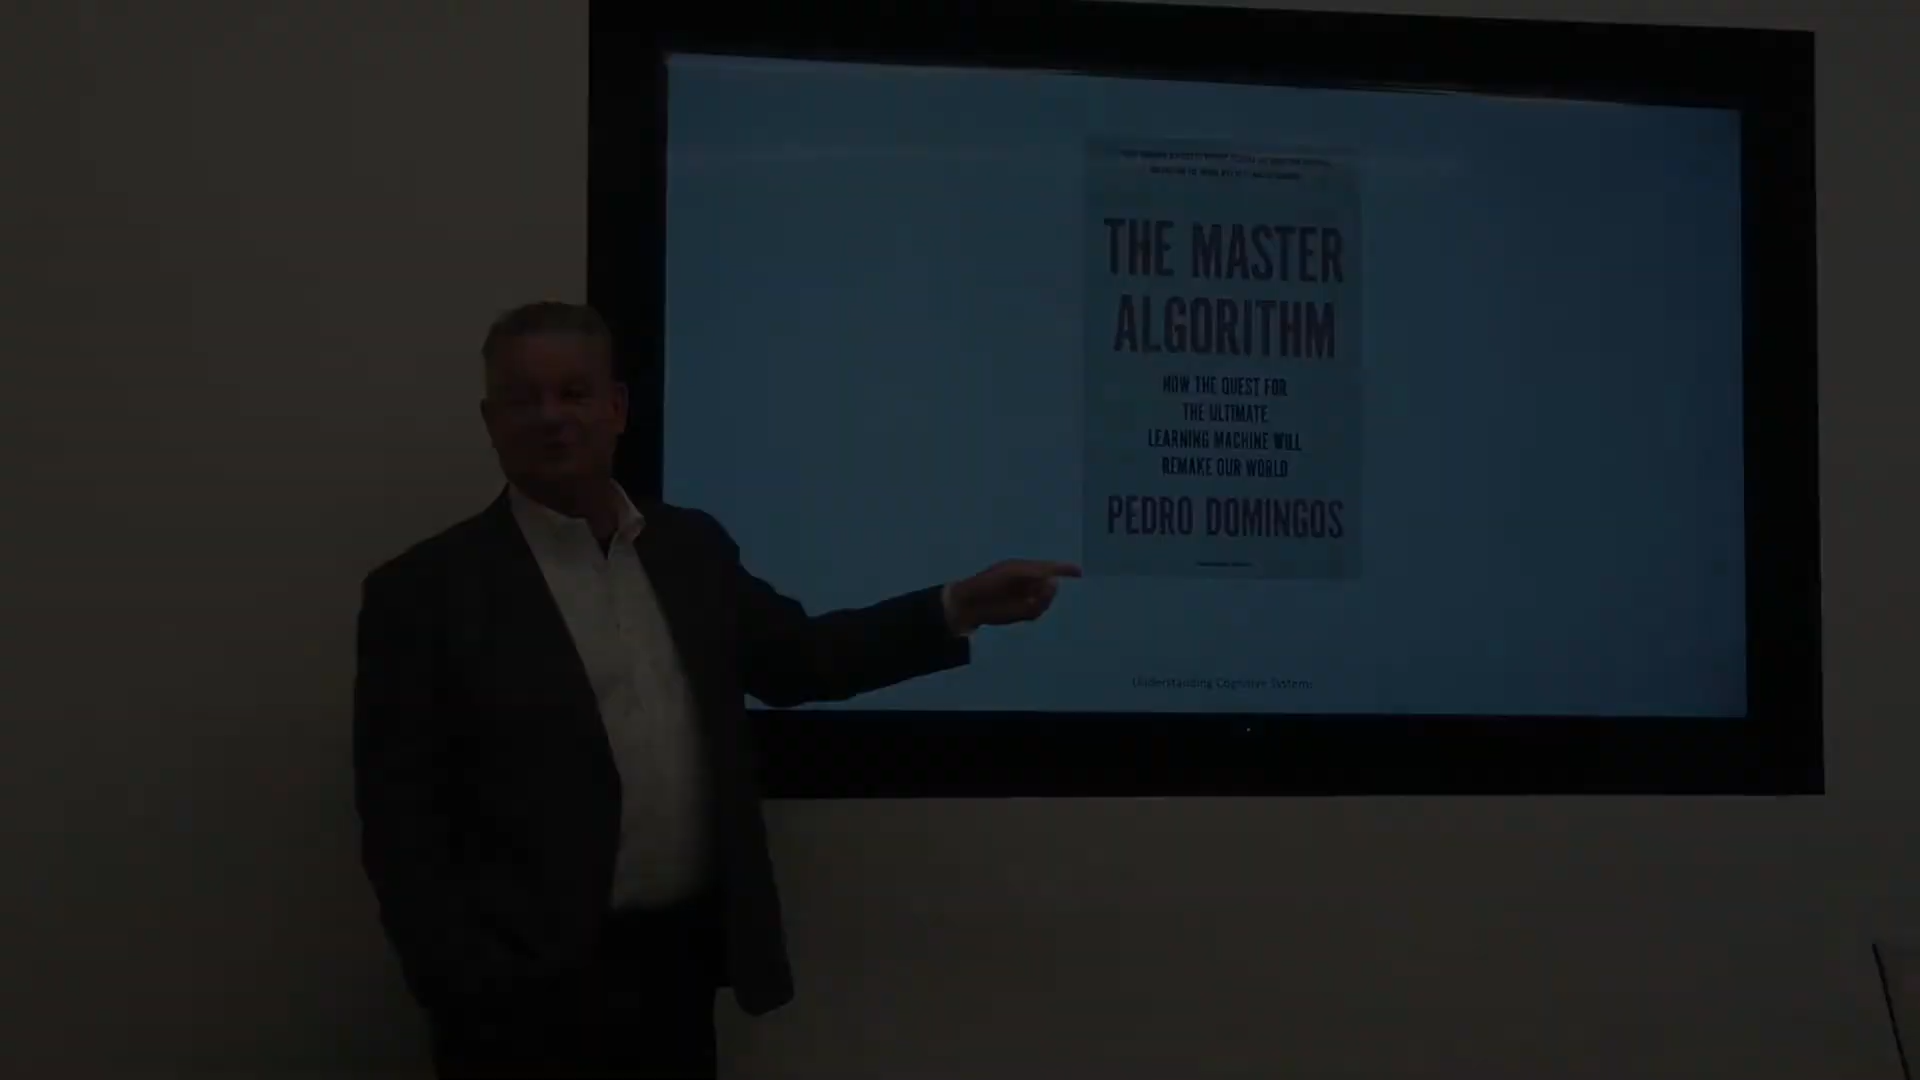 THE MASTER
ALGORITHM
HOW THE QUEST FOR
THE ULTIMATE
LEARNING MACHINE WILL
REMAKE OUR WORLD
PEDRO DOMINGOS
Understanding Cognitive Systems